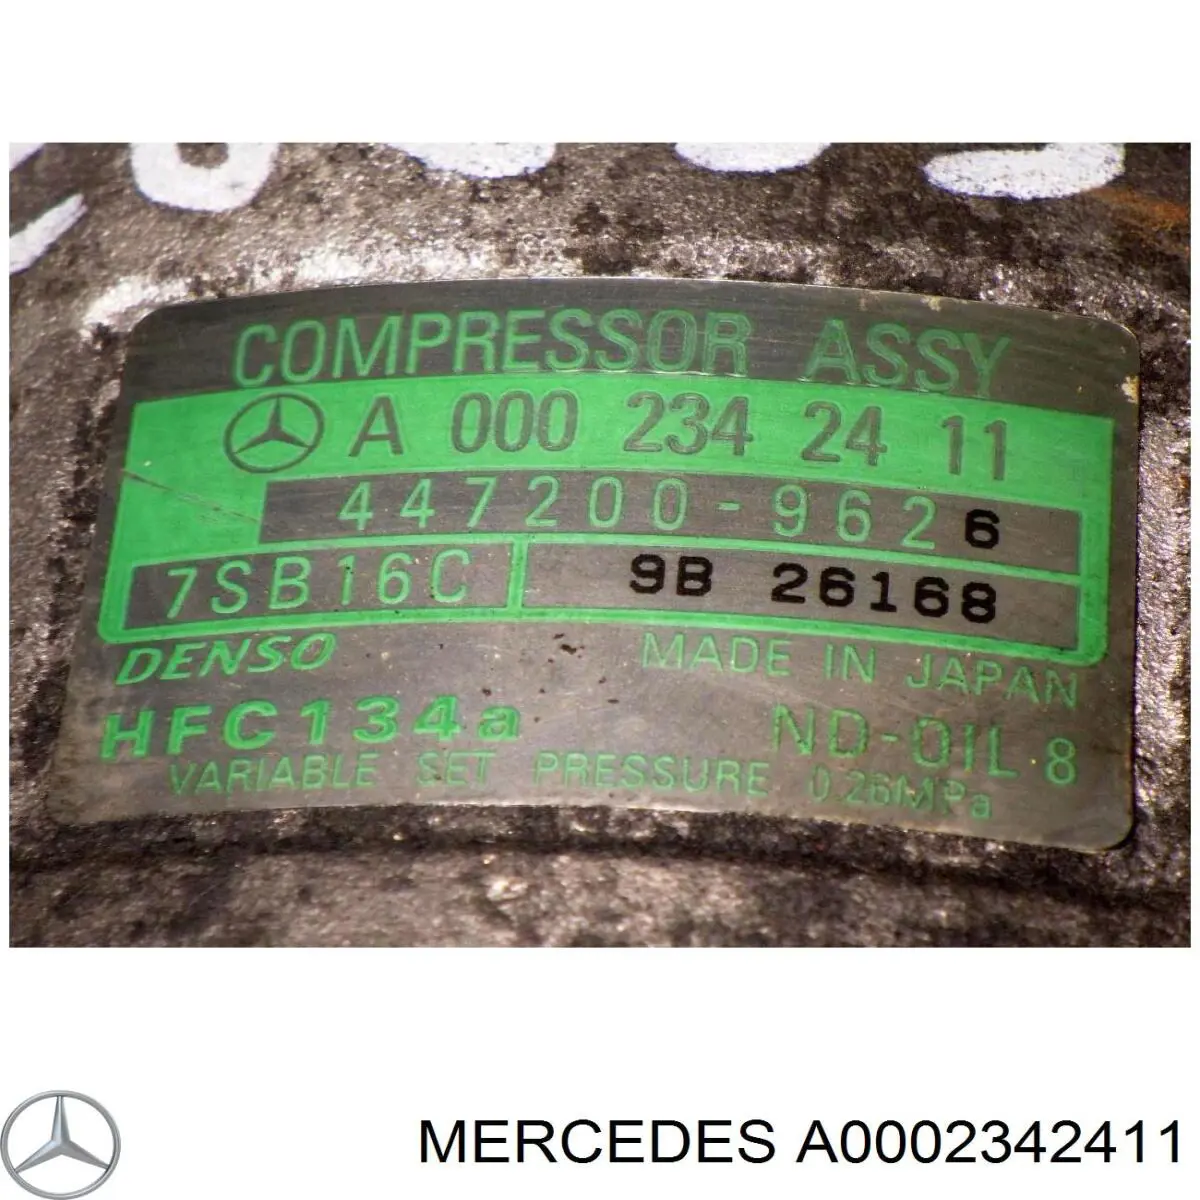 COMPRESSOR ASSY
A 000 234 24 11
447200-9626
7SB16C 9B 26168
DENSO MADE IN JAPAN
HFC134a ND-OIL 8
VARIABLE SET PRESSURE 0.26MPa
MERCEDES A0002342411